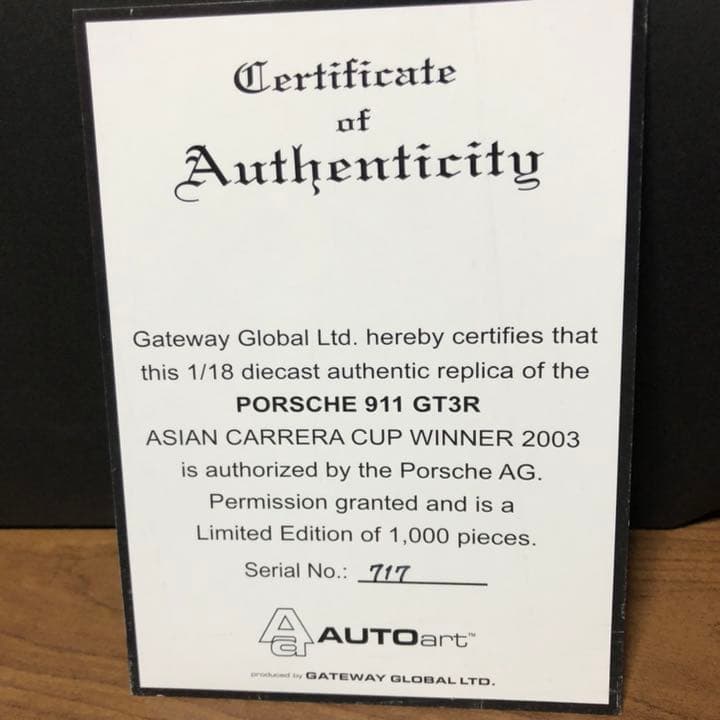 Certificate
of
Authenticity
Gateway Global Ltd. hereby certifies that
this 1/18 diecast authentic replica of the
PORSCHE 911 GT3R
ASIAN CARRERA CUP WINNER 2003
is authorized by the Porsche AG.
Permission granted and is a
Limited Edition of 1,000 pieces.
Serial No.: 717
Aa AUTOart™
produced by GATEWAY GLOBAL LTD.